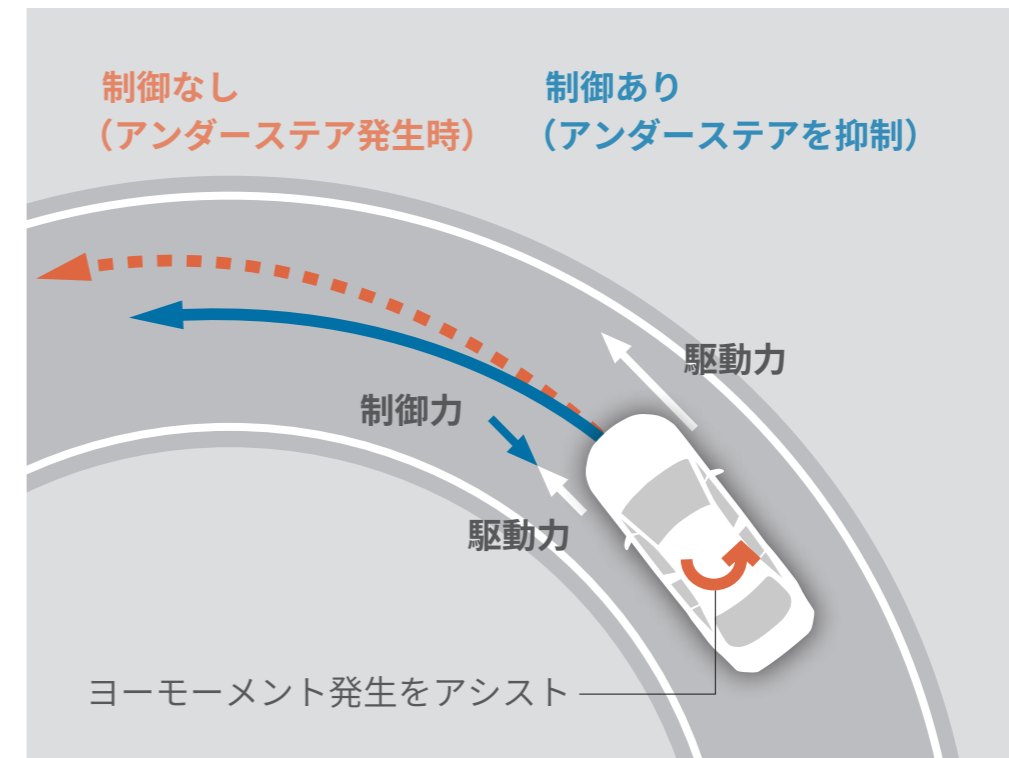 制御なし
（アンダーステア発生時）
制御あり
（アンダーステアを抑制）
駆動力
制御力
駆動力
ヨーモーメント発生をアシスト